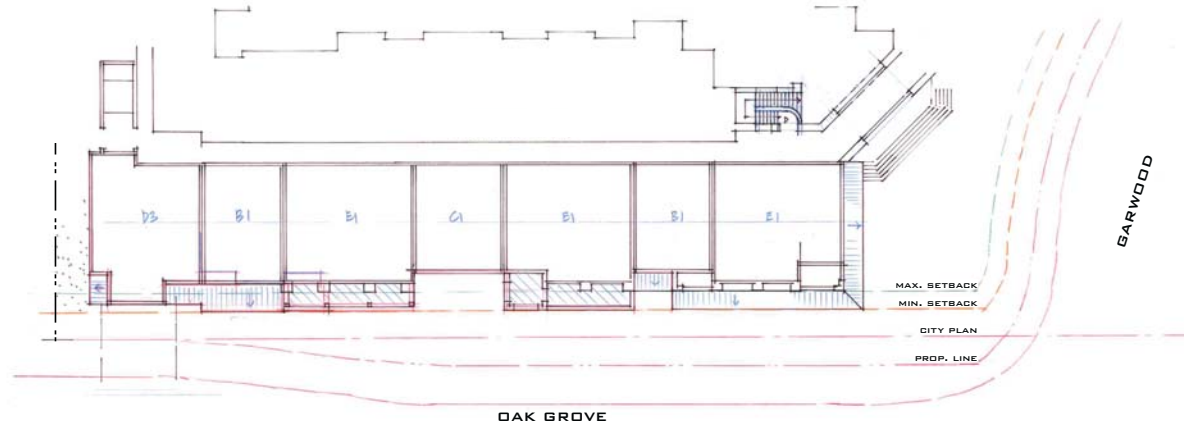 D3 B1 E1 C1 E1 B1 E1
GARWOOD
MAX. SETBACK
MIN. SETBACK
CITY PLAN
PROP. LINE
OAK GROVE